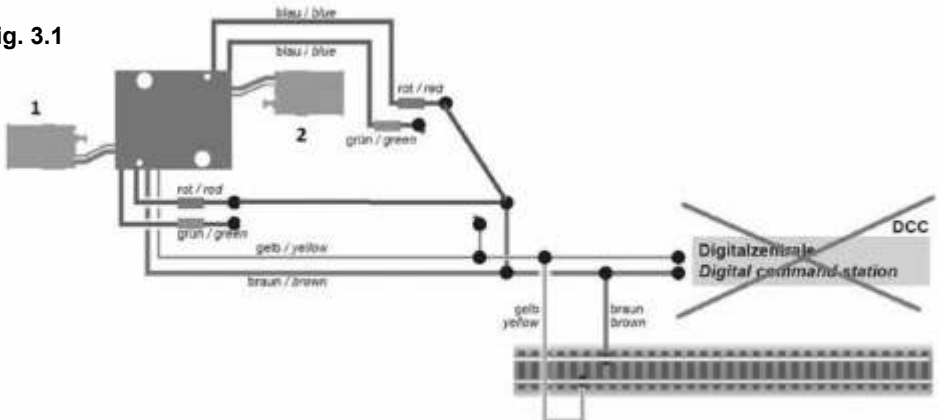 ig. 3.1
blau / blue
blau / blue
1
2
rot / red
grün / green
rot / red
grün / green
gelb / yellow
braun / brown
DCC
Digitalzentrale
Digital command station
gelb
yellow
braun
brown